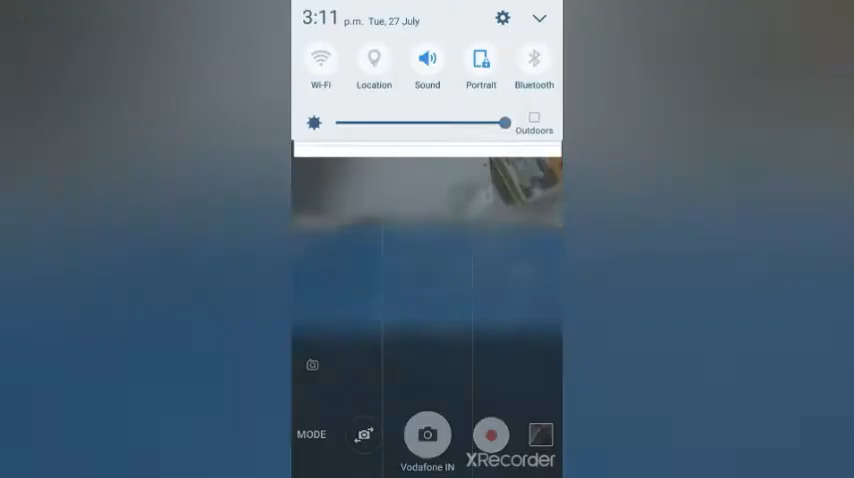 3:11 p.m. Tue, 27 July
Wi-Fi Location Sound Portrait Bluetooth
Outdoors
MODE
Vodafone IN
XRecorder